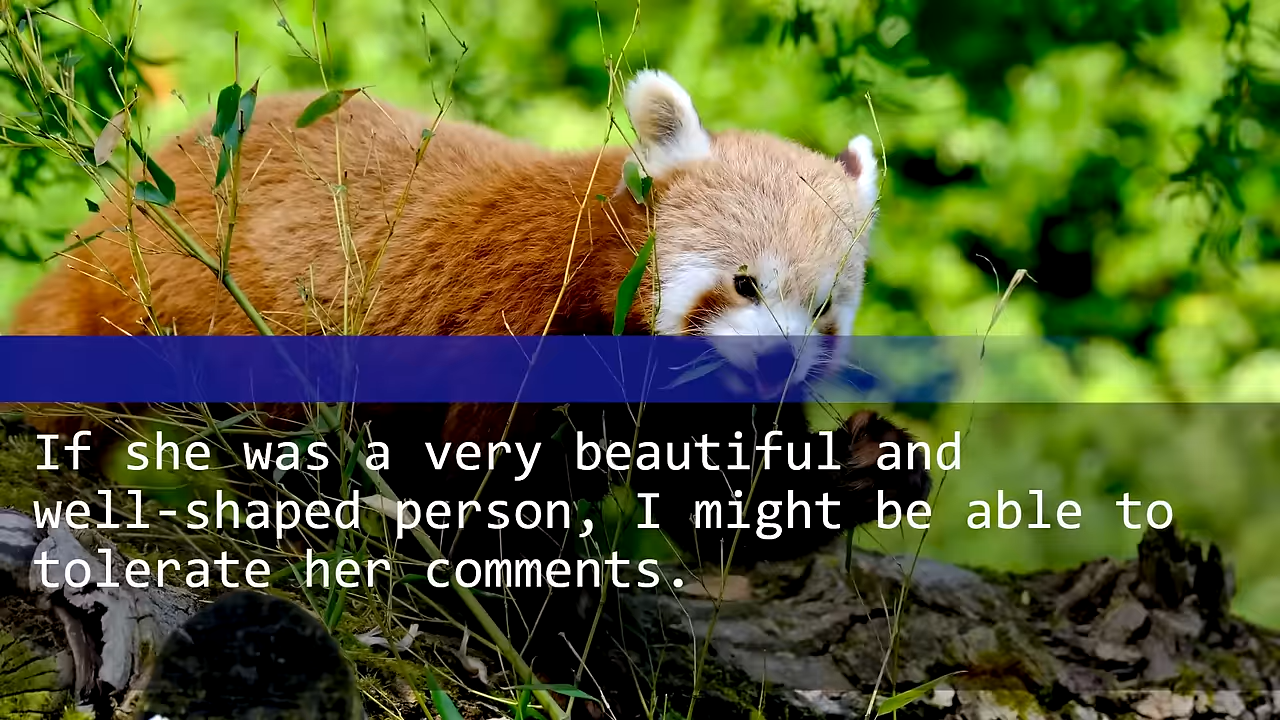 If she was a very beautiful and
well-shaped person, I might be able to
tolerate her comments.